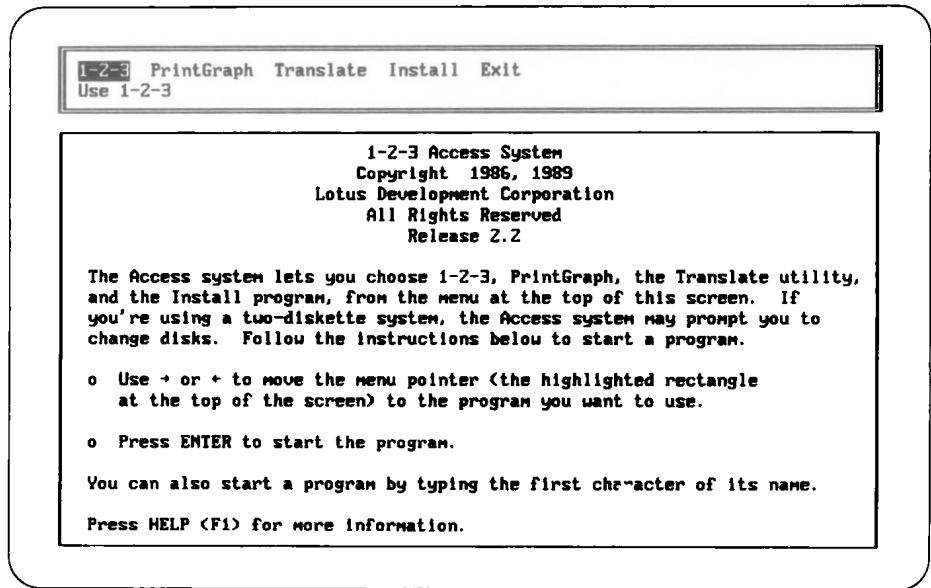 1-2-3 PrintGraph Translate Install Exit
Use 1-2-3
1-2-3 Access System
Copyright 1986, 1989
Lotus Development Corporation
All Rights Reserved
Release 2.2
The Access system lets you choose 1-2-3, PrintGraph, the Translate utility,
and the Install program, from the menu at the top of this screen. If
you're using a two-diskette system, the Access system may prompt you to
change disks. Follow the instructions below to start a program.
o Use → or ← to move the menu pointer (the highlighted rectangle
at the top of the screen) to the program you want to use.
o Press ENTER to start the program.
You can also start a program by typing the first character of its name.
Press HELP (F1) for more information.